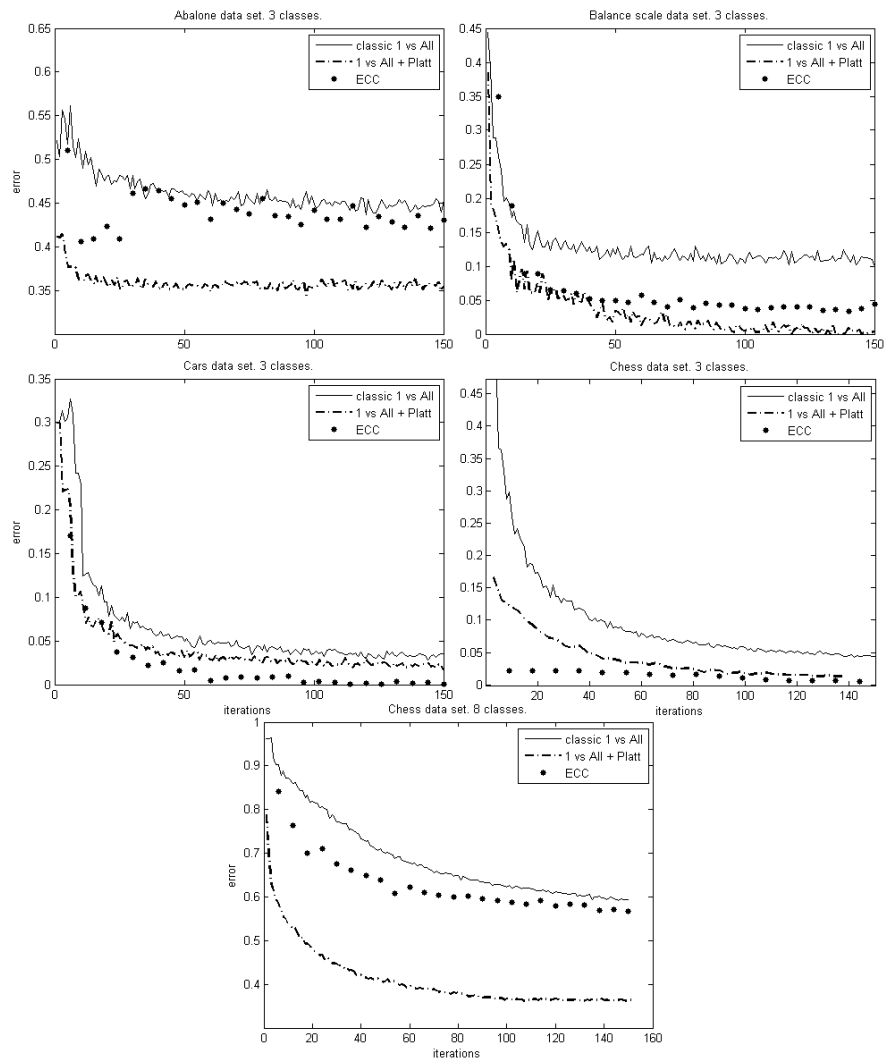 Abalone data set. 3 classes.
0.65
0.6
0.55
0.5
0.45
0.4
0.35
error
0
50
100
150
classic 1 vs All
1 vs All + Platt
ECC
Balance scale data set. 3 classes.
0.45
0.4
0.35
0.3
0.25
0.2
0.15
0.1
0.05
0
0
50
100
150
classic 1 vs All
1 vs All + Platt
ECC
Cars data set. 3 classes.
0.35
0.3
0.25
0.2
0.15
0.1
0.05
0
error
0
50
100
150
iterations
classic 1 vs All
1 vs All + Platt
ECC
Chess data set. 3 classes.
0.45
0.4
0.35
0.3
0.25
0.2
0.15
0.1
0.05
0
20
40
60
80
100
120
140
iterations
classic 1 vs All
1 vs All + Platt
ECC
Chess data set. 8 classes.
1
0.9
0.8
0.7
0.6
0.5
0.4
error
0
20
40
60
80
100
120
140
160
iterations
classic 1 vs All
1 vs All + Platt
ECC